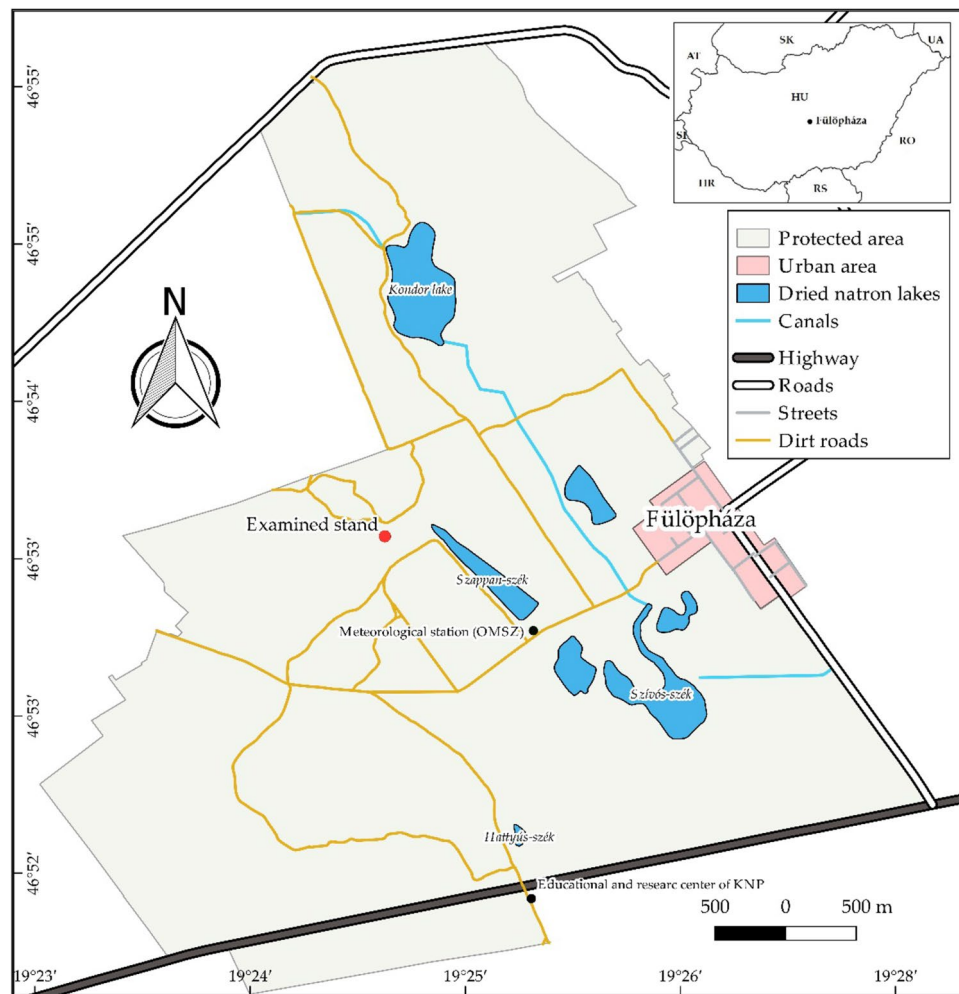 46°55'
46°55'
46°54'
46°53'
46°53'
46°52'
19°23'
19°24'
19°25'
19°26'
19°28'
N
Kondor lake
Examined stand
Szappan-szék
Meteorological station (OMSZ)
Fülöpháza
Szívós-szék
Hattyús-szék
Educational and researc center of KNP
500 0 500 m
SK
UA
AT
HU
Fülöpháza
SI
RO
HR
RS
Protected area
Urban area
Dried natron lakes
Canals
Highway
Roads
Streets
Dirt roads